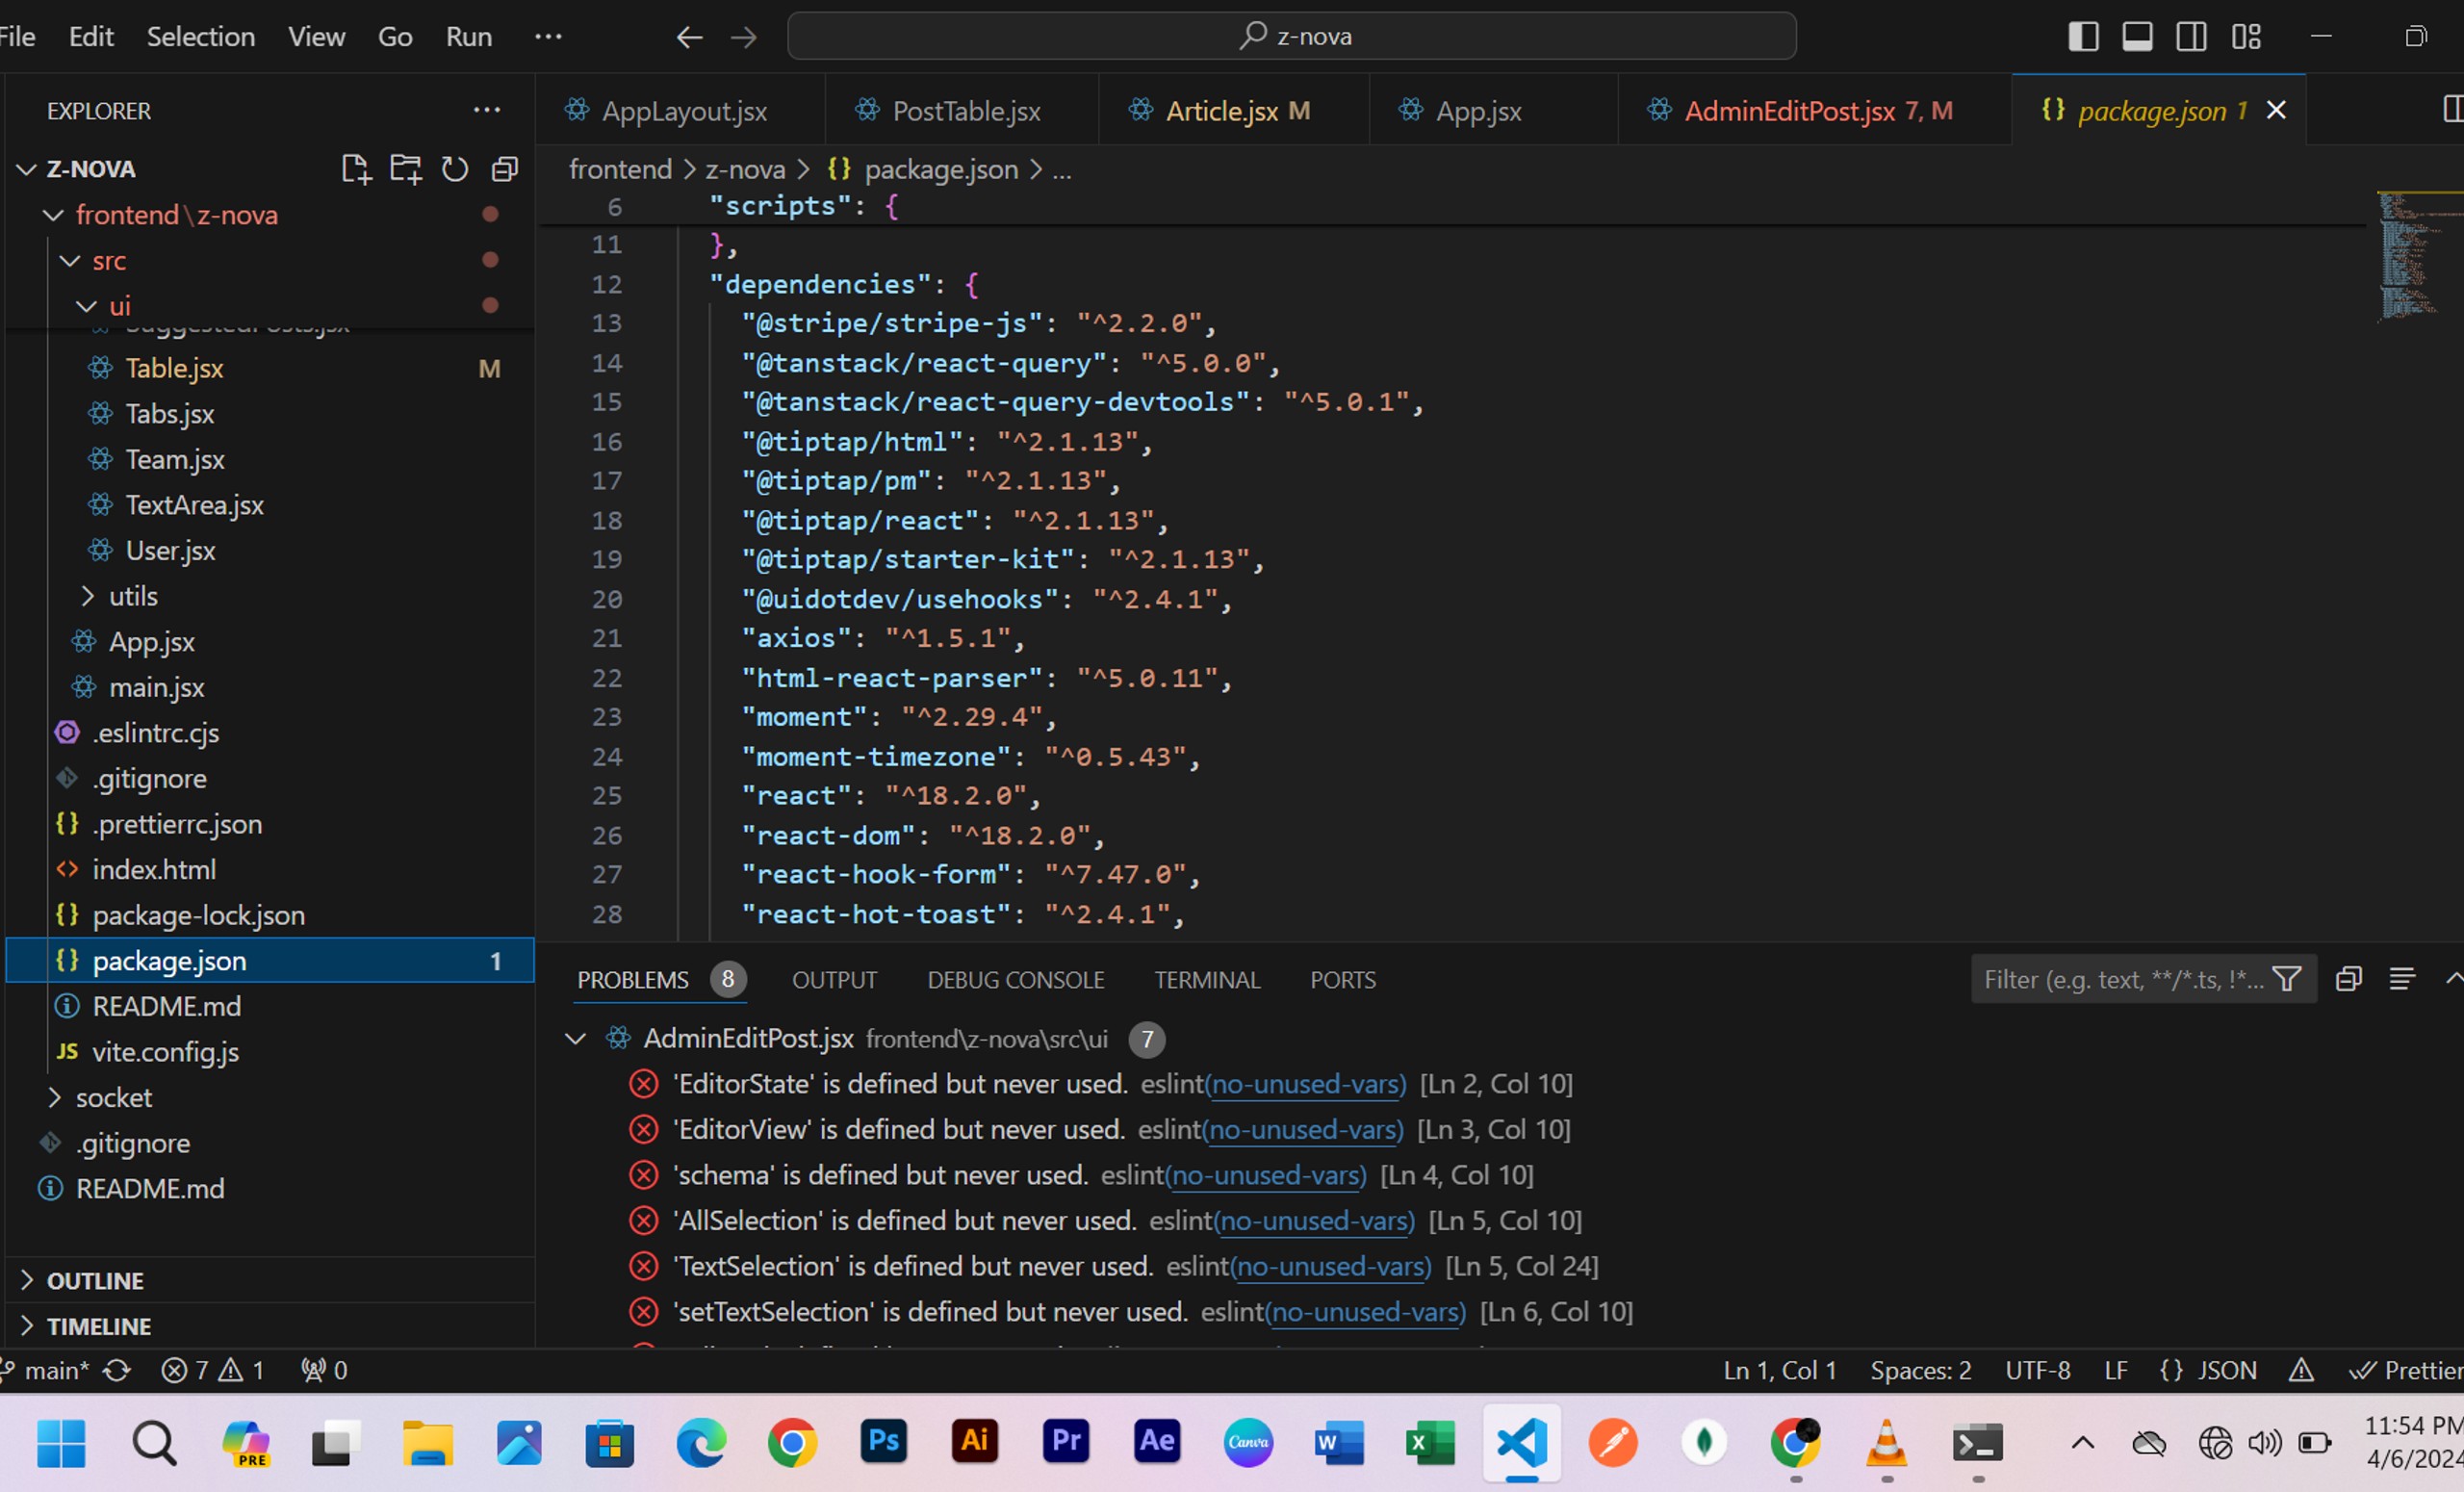 File Edit Selection View Go Run ···
z-nova
EXPLORER
Z-NOVA
frontend\z-nova
src
ui
SuggestedPosts.jsx
Table.jsx M
Tabs.jsx
Team.jsx
TextArea.jsx
User.jsx
utils
App.jsx
main.jsx
.eslintrc.cjs
.gitignore
{} .prettierrc.json
<> index.html
{} package-lock.json
{} package.json 1
README.md
JS vite.config.js
socket
.gitignore
README.md
OUTLINE
TIMELINE
AppLayout.jsx
PostTable.jsx
Article.jsx M
App.jsx
AdminEditPost.jsx 7, M
{} package.json 1
frontend > z-nova > {} package.json > ...
6 "scripts": {
11 },
12 "dependencies": {
13 "@stripe/stripe-js": "^2.2.0",
14 "@tanstack/react-query": "^5.0.0",
15 "@tanstack/react-query-devtools": "^5.0.1",
16 "@tiptap/html": "^2.1.13",
17 "@tiptap/pm": "^2.1.13",
18 "@tiptap/react": "^2.1.13",
19 "@tiptap/starter-kit": "^2.1.13",
20 "@uidotdev/usehooks": "^2.4.1",
21 "axios": "^1.5.1",
22 "html-react-parser": "^5.0.11",
23 "moment": "^2.29.4",
24 "moment-timezone": "^0.5.43",
25 "react": "^18.2.0",
26 "react-dom": "^18.2.0",
27 "react-hook-form": "^7.47.0",
28 "react-hot-toast": "^2.4.1",
PROBLEMS 8 OUTPUT DEBUG CONSOLE TERMINAL PORTS
Filter (e.g. text, **/*.ts, !*...
AdminEditPost.jsx frontend\z-nova\src\ui 7
'EditorState' is defined but never used. eslint(no-unused-vars) [Ln 2, Col 10]
'EditorView' is defined but never used. eslint(no-unused-vars) [Ln 3, Col 10]
'schema' is defined but never used. eslint(no-unused-vars) [Ln 4, Col 10]
'AllSelection' is defined but never used. eslint(no-unused-vars) [Ln 5, Col 10]
'TextSelection' is defined but never used. eslint(no-unused-vars) [Ln 5, Col 24]
'setTextSelection' is defined but never used. eslint(no-unused-vars) [Ln 6, Col 10]
main* 7 1 0
Ln 1, Col 1 Spaces: 2 UTF-8 LF {} JSON Prettier
PRE
Ps
Ai
Pr
Ae
Canva
W
X
11:54 PM
4/6/2024